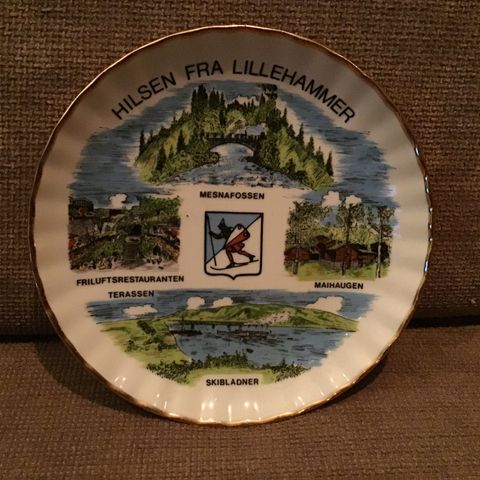 HILSEN FRA LILLEHAMMER
MESNAFOSSEN
FRILUFTSRESTAURANTEN
TERASSEN
MAIHAUGEN
SKIBLADNER